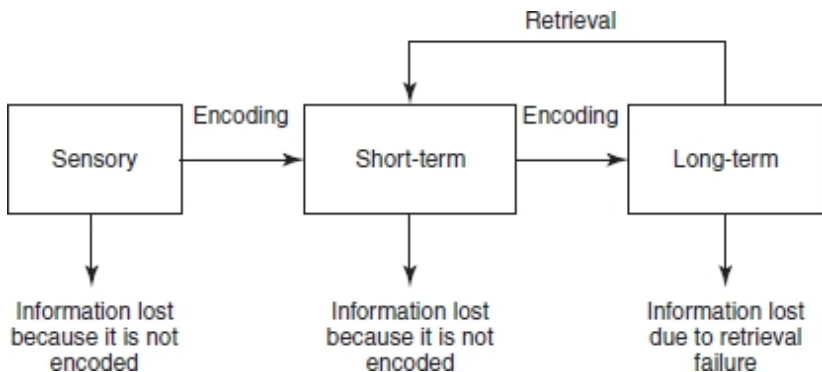 Retrieval
Encoding
Encoding
Sensory
Short-term
Long-term
Information lost
because it is not
encoded
Information lost
because it is not
encoded
Information lost
due to retrieval
failure